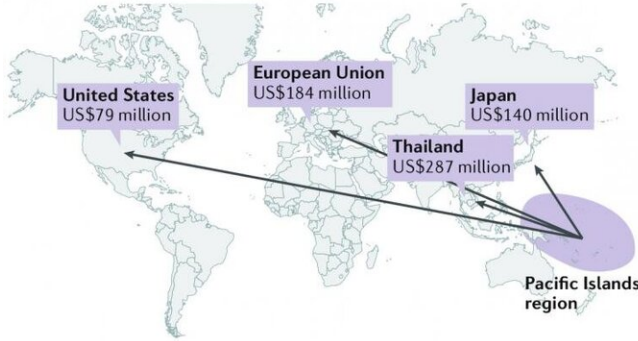 European Union
US$184 million
United States
US$79 million
Japan
US$140 million
Thailand
US$287 million
Pacific Islands
region